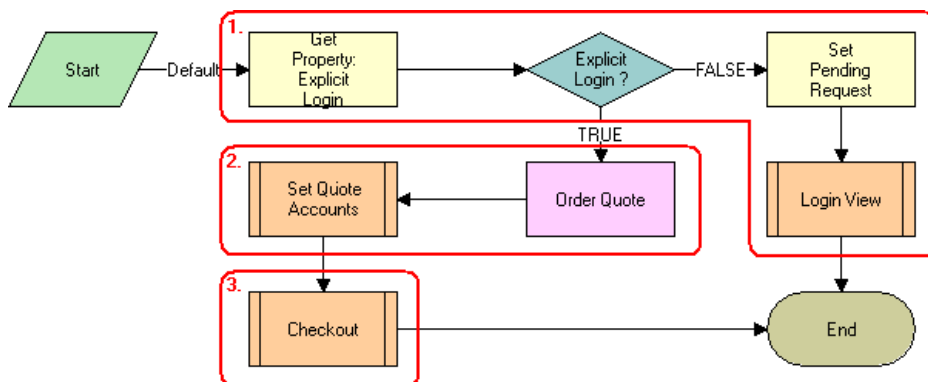 1.
Start
Default
Get
Property:
Explicit
Login
Explicit
Login ?
FALSE
Set
Pending
Request
TRUE
2.
Set Quote
Accounts
Order Quote
Login View
3.
Checkout
End